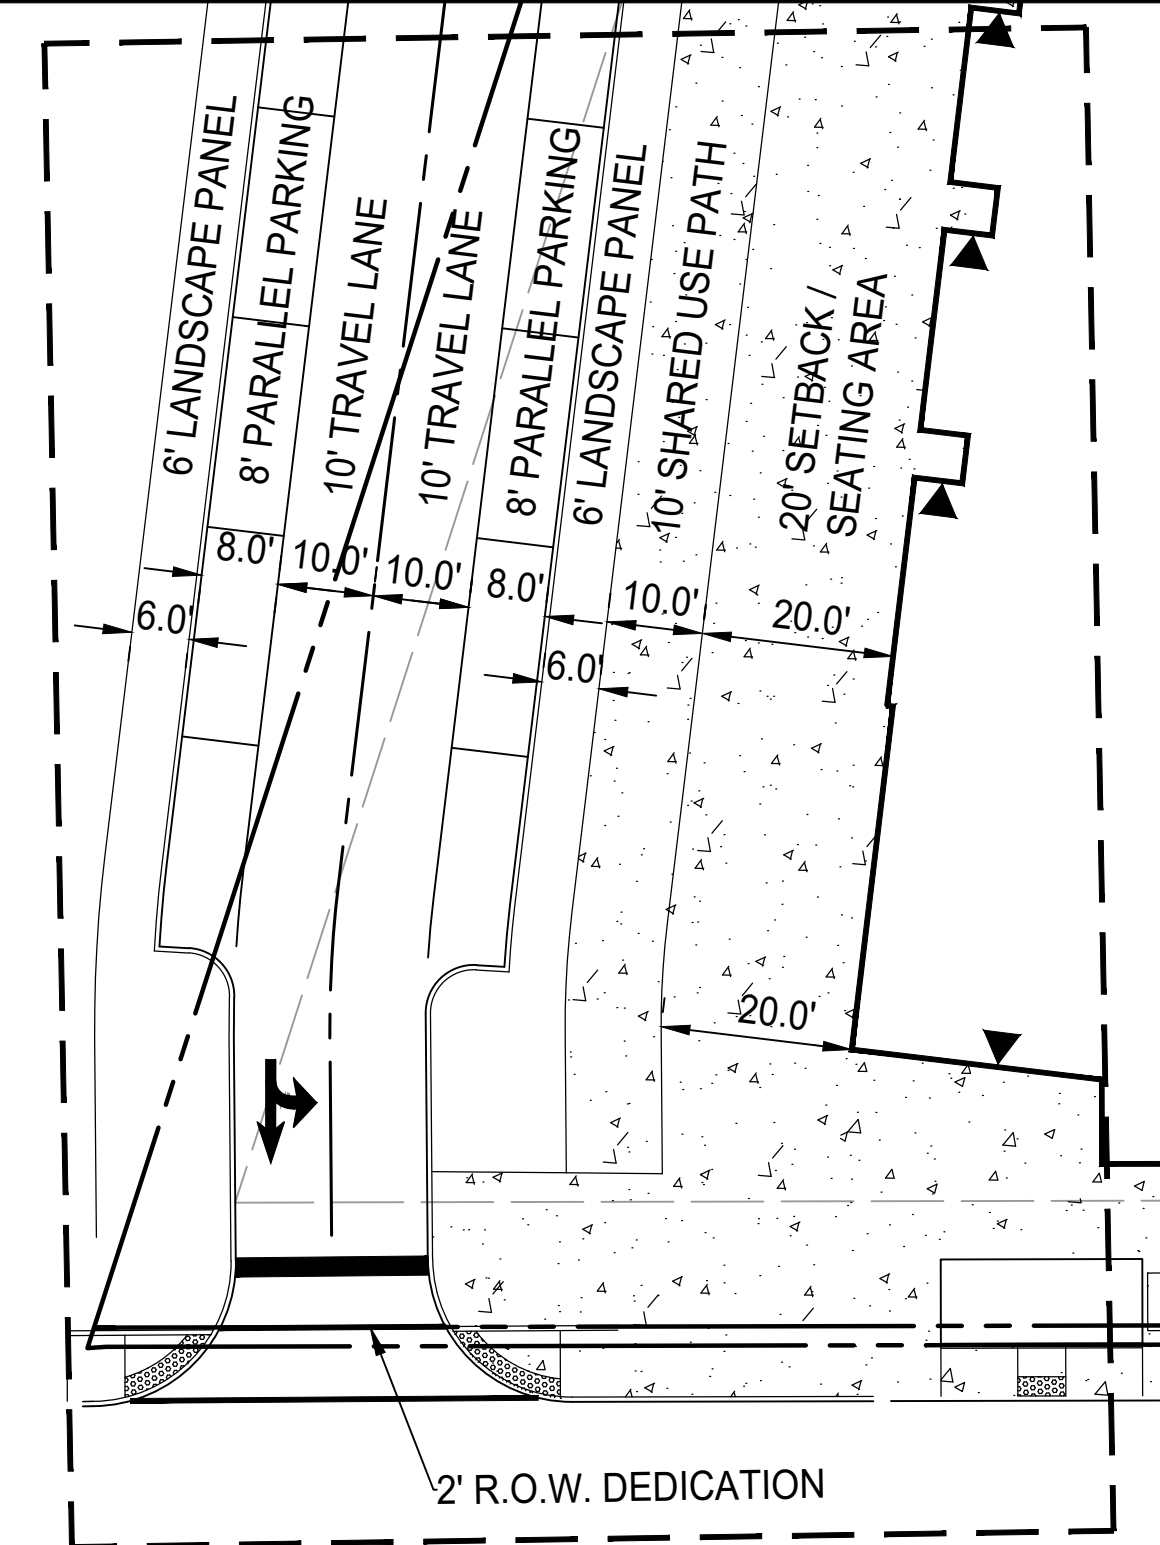 6' LANDSCAPE PANEL
8' PARALLEL PARKING
10' TRAVEL LANE
10' TRAVEL LANE
8' PARALLEL PARKING
6' LANDSCAPE PANEL
10' SHARED USE PATH
20' SETBACK /
SEATING AREA
6.0'
8.0'
10.0'
10.0'
8.0'
6.0'
10.0'
20.0'
20.0'
2' R.O.W. DEDICATION